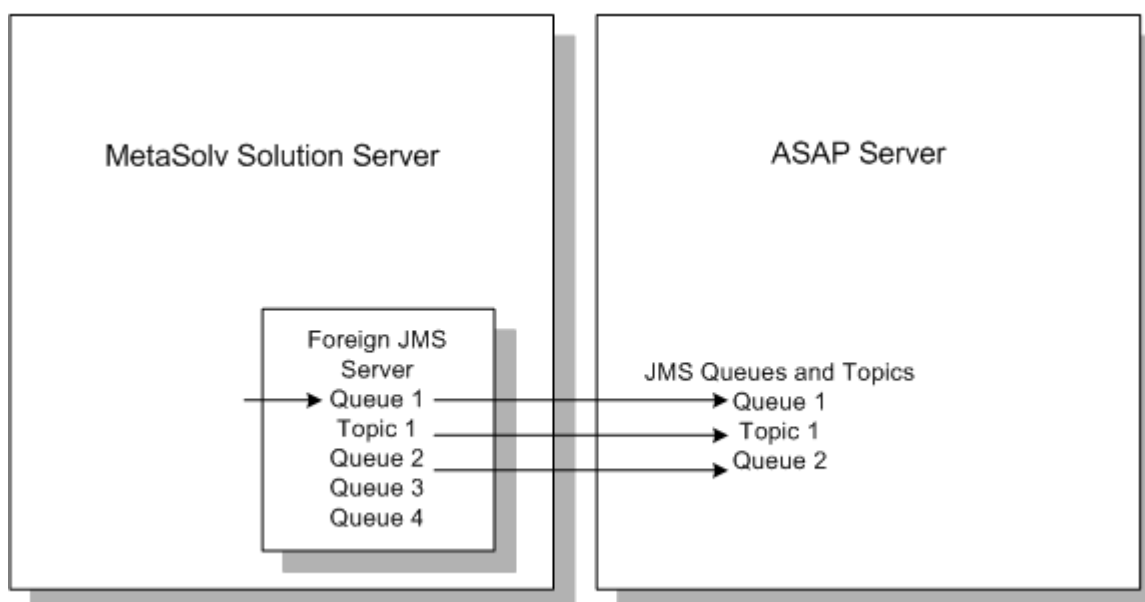 MetaSolv Solution Server
Foreign JMS
Server
Queue 1
Topic 1
Queue 2
Queue 3
Queue 4
ASAP Server
JMS Queues and Topics
Queue 1
Topic 1
Queue 2